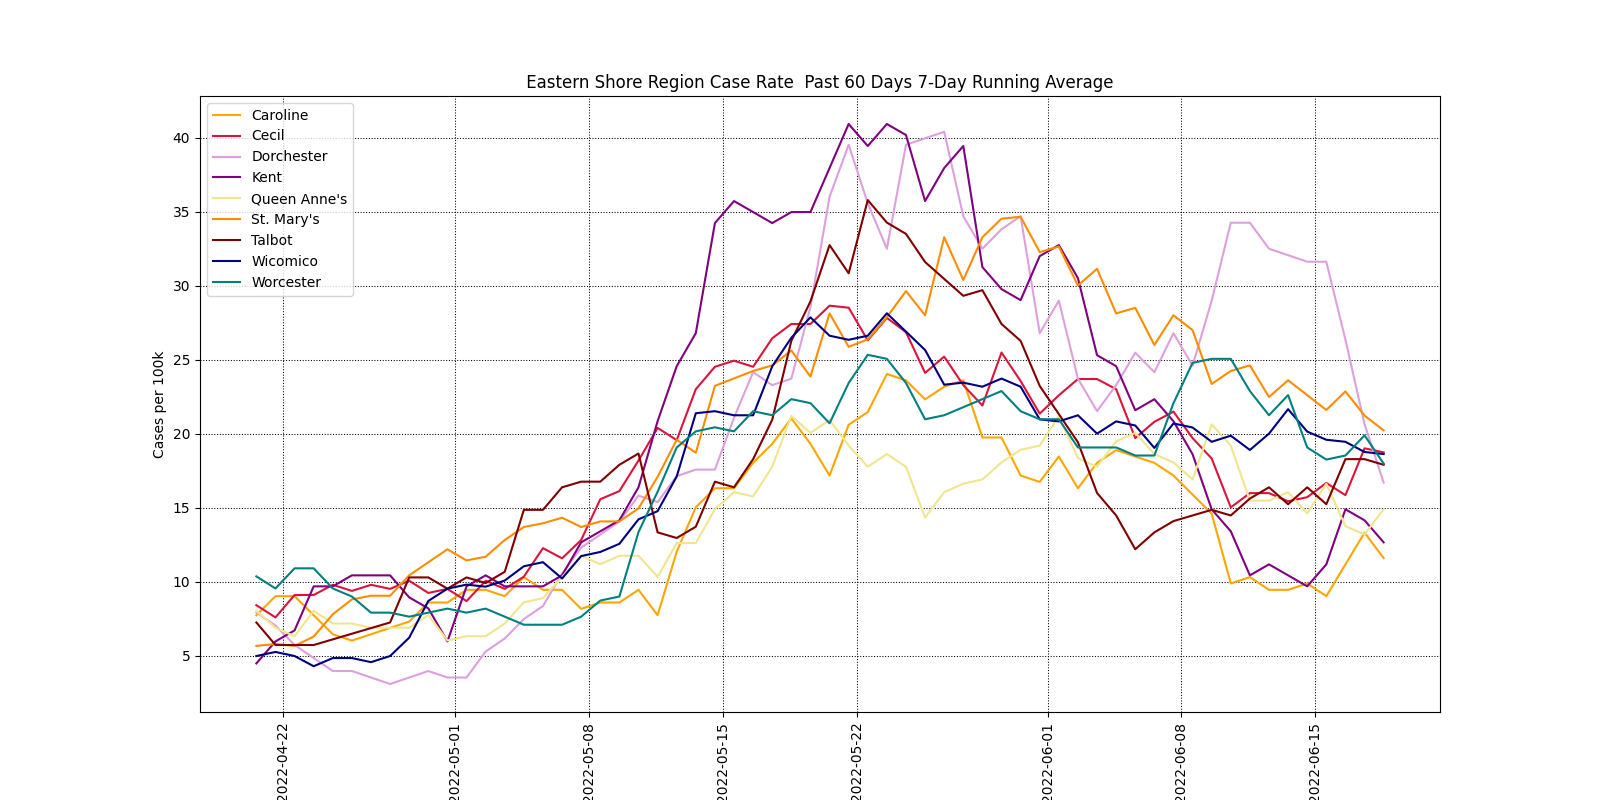 Eastern Shore Region Case Rate  Past 60 Days 7-Day Running Average
Caroline
Cecil
Dorchester
Kent
Queen Anne's
St. Mary's
Talbot
Wicomico
Worcester
Cases per 100k
40
35
30
25
20
15
10
5
2022-04-22
2022-05-01
2022-05-08
2022-05-15
2022-05-22
2022-06-01
2022-06-08
2022-06-15